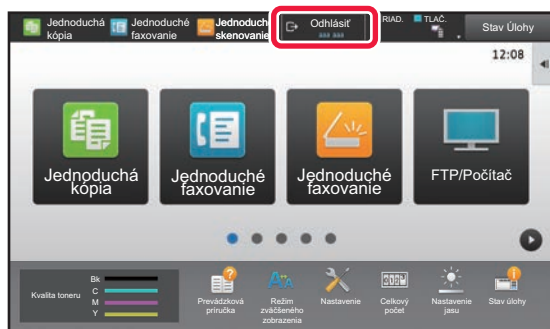 Jednoduchá
kópia
Jednoduché
faxovanie
Jednoduch
skenovanie
Odhlásiť
RIAD.
TLAČ.
Stav Úlohy
12:08
Jednoduchá
kópia
Jednoduché
faxovanie
Jednoduché
faxovanie
FTP/Počítač
Kvalita toneru
Bk
C
M
Y
Prevádzková
príručka
Režim
zväčšeného
zobrazenia
Nastavenie
Celkový
počet
Nastavenie
jasu
Stav úlohy